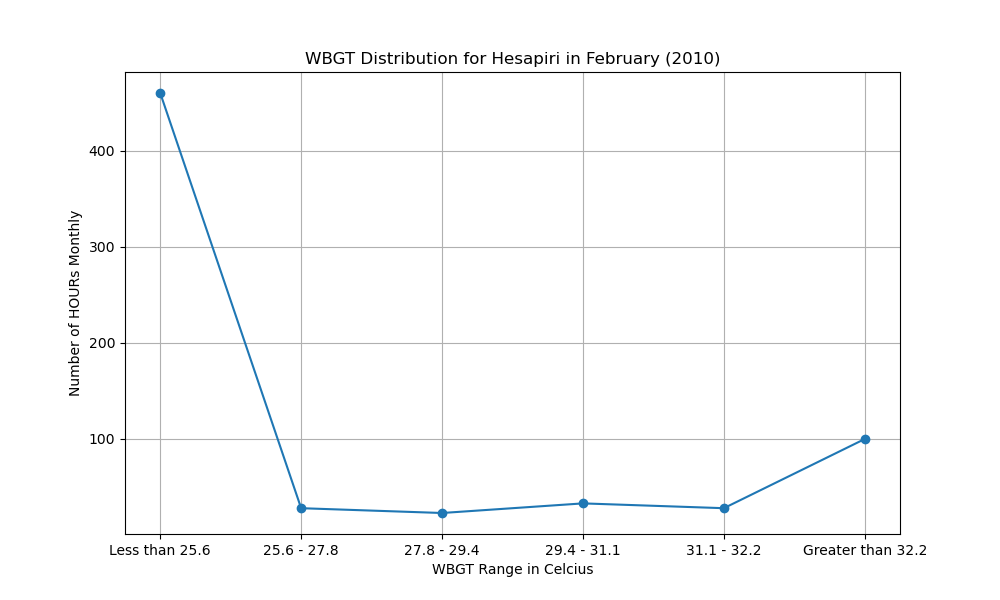 WBGT Distribution for Hesapiri in February (2010)
Number of HOURs Monthly
400
300
200
100
Less than 25.6
25.6 - 27.8
27.8 - 29.4
29.4 - 31.1
31.1 - 32.2
Greater than 32.2
WBGT Range in Celcius